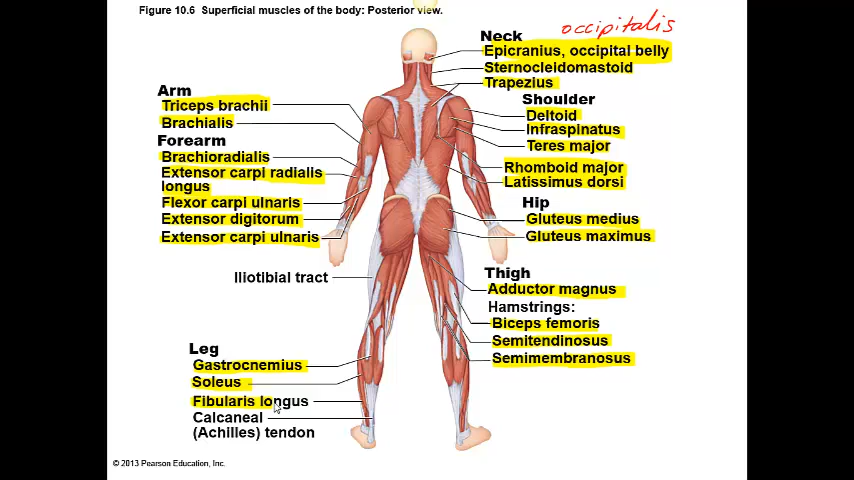 Figure 10.6 Superficial muscles of the body: Posterior view.
occipitalis
Neck
Epicranius, occipital belly
Sternocleidomastoid
Trapezius
Shoulder
Deltoid
Infraspinatus
Teres major
Rhomboid major
Latissimus dorsi
Hip
Gluteus medius
Gluteus maximus
Thigh
Adductor magnus
Hamstrings:
Biceps femoris
Semitendinosus
Semimembranosus
Arm
Triceps brachii
Brachialis
Forearm
Brachioradialis
Extensor carpi radialis
longus
Flexor carpi ulnaris
Extensor digitorum
Extensor carpi ulnaris
Iliotibial tract
Leg
Gastrocnemius
Soleus
Fibularis longus
Calcaneal
(Achilles) tendon
© 2013 Pearson Education, Inc.